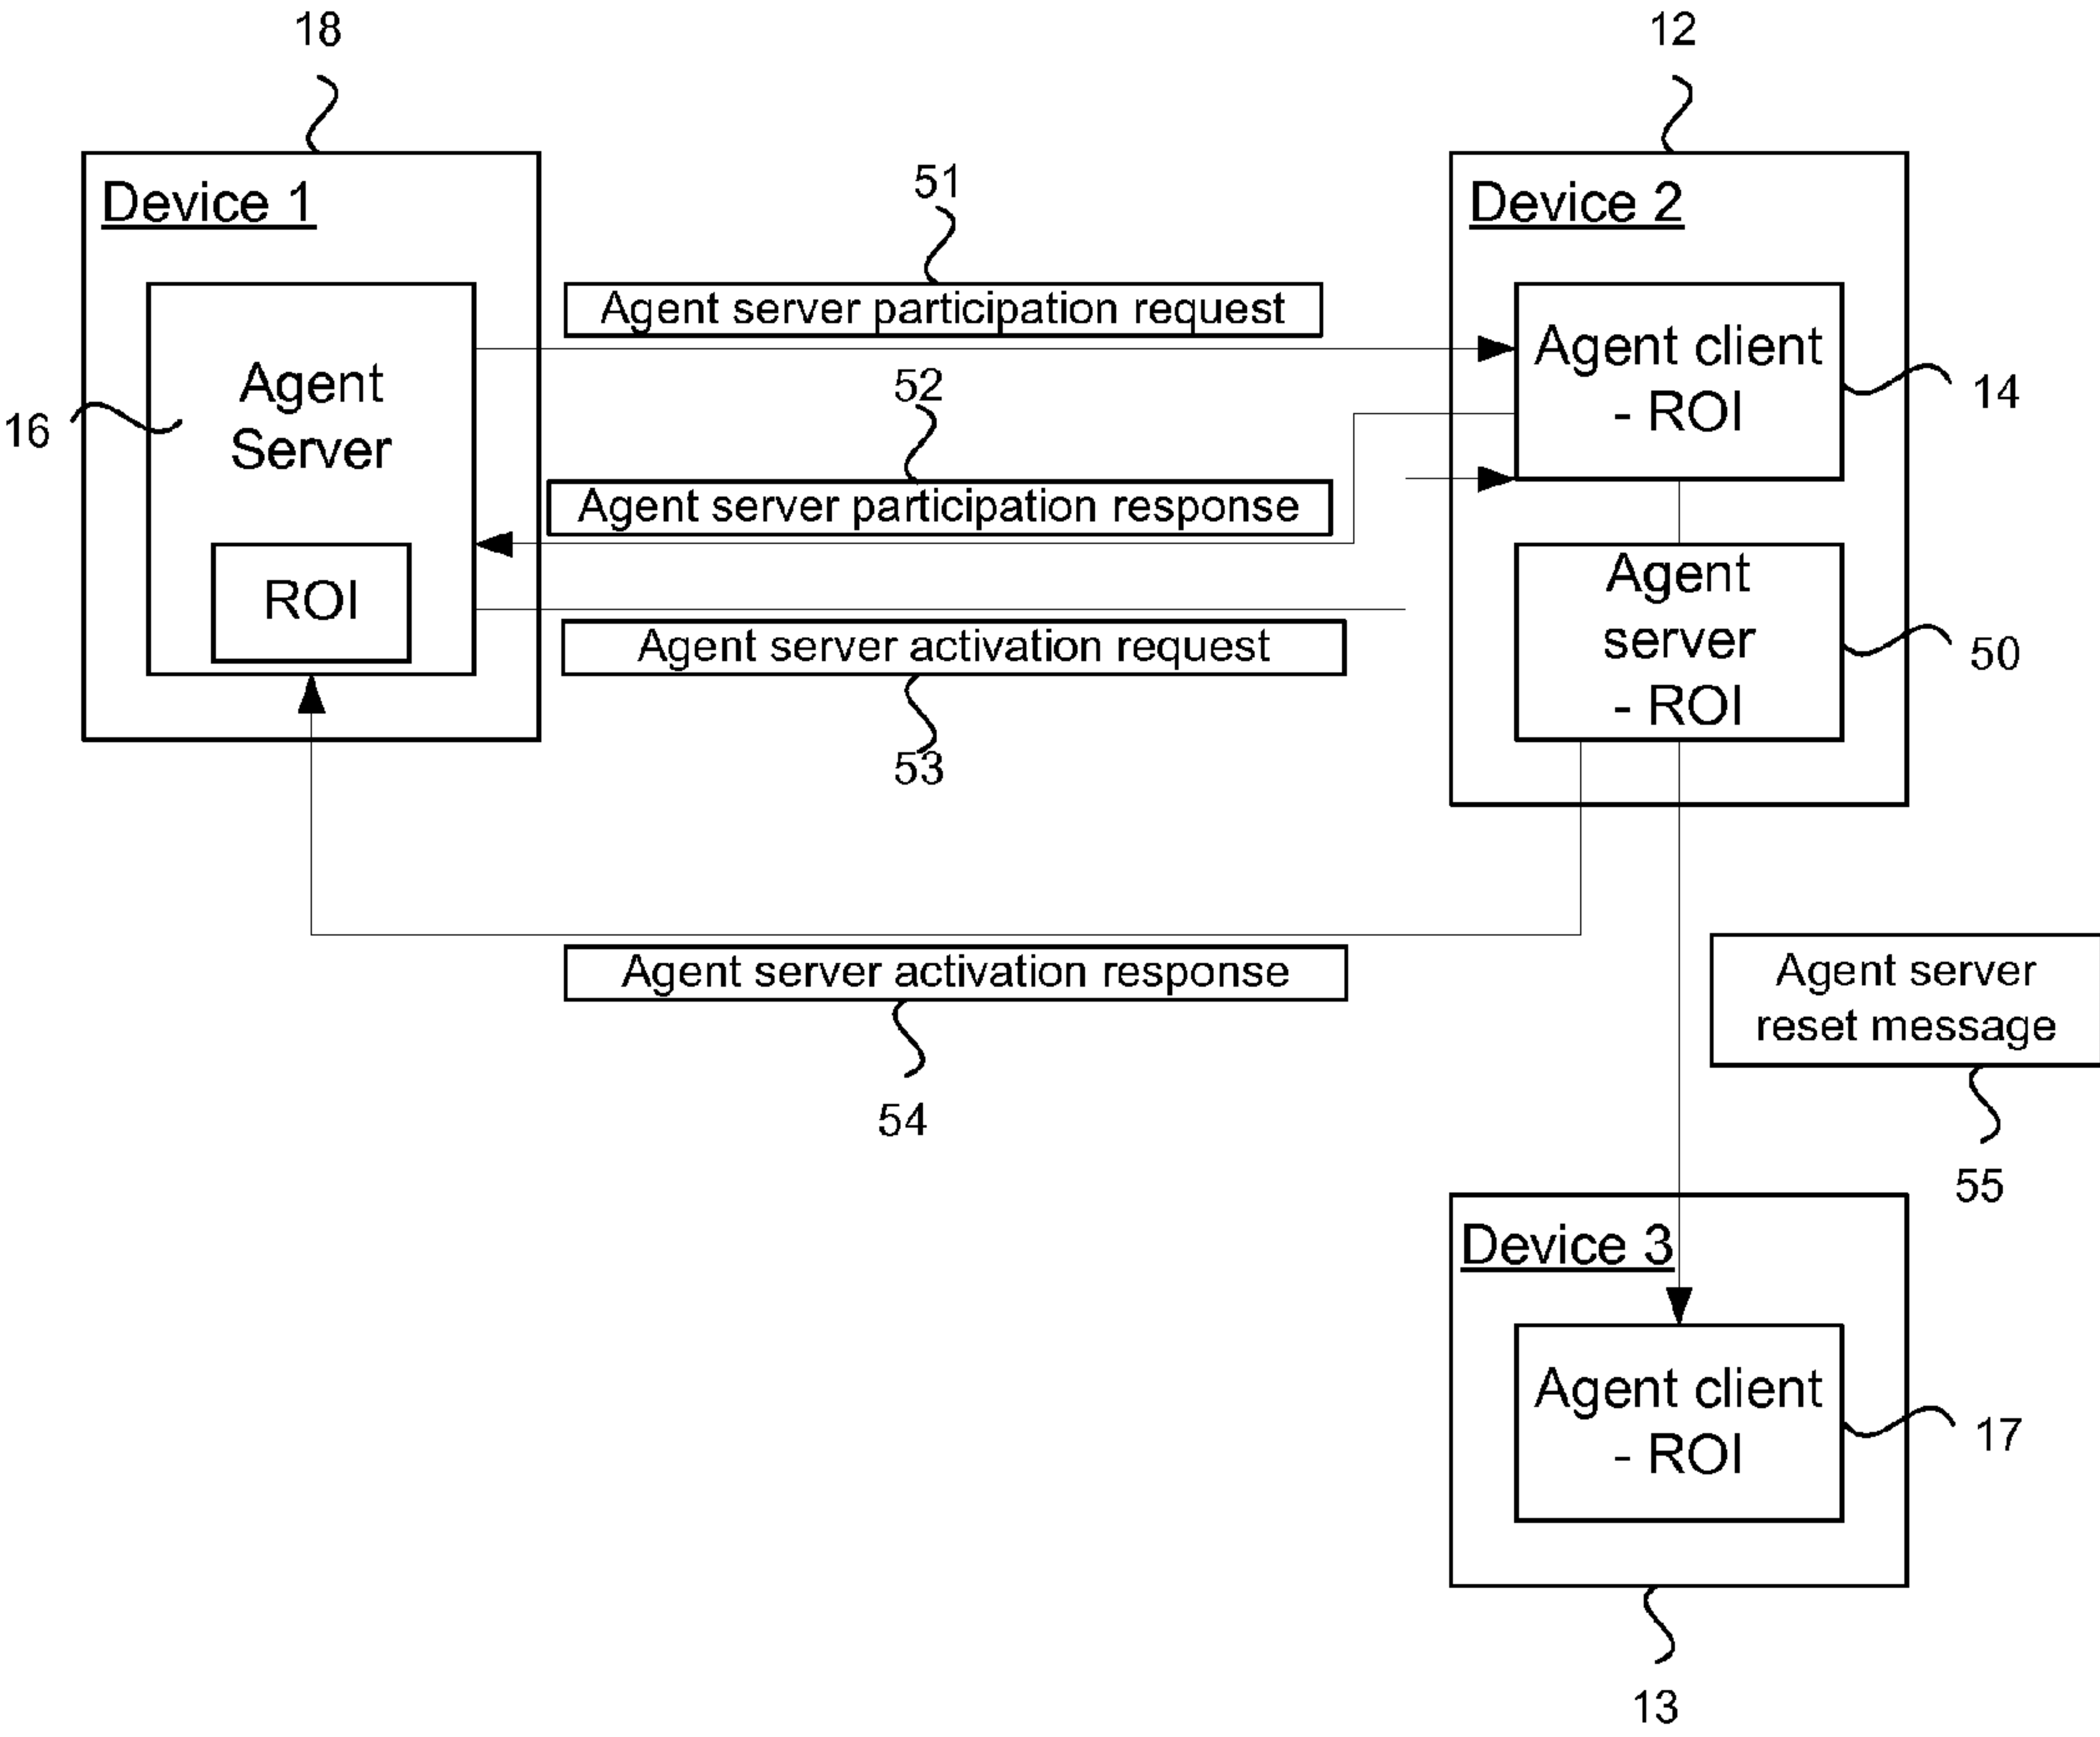 18
12
Device 1
51
Device 2
Agent server participation request
Agent client
- ROI
52
14
16
Agent
Server
Agent server participation response
ROI
Agent
server
- ROI
Agent server activation request
50
53
Agent server activation response
Agent server
reset message
54
55
Device 3
Agent client
- ROI
17
13